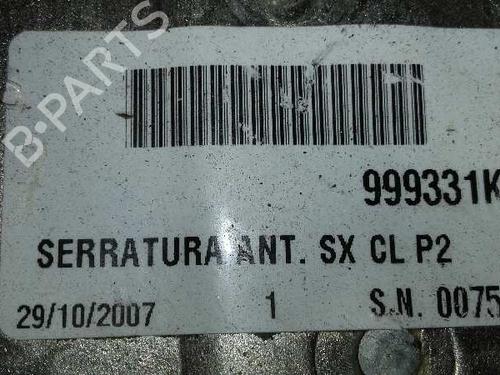 B-PARTS
999331K
SERRATURA ANT. SX CL P2
29/10/2007 1 S.N. 0075